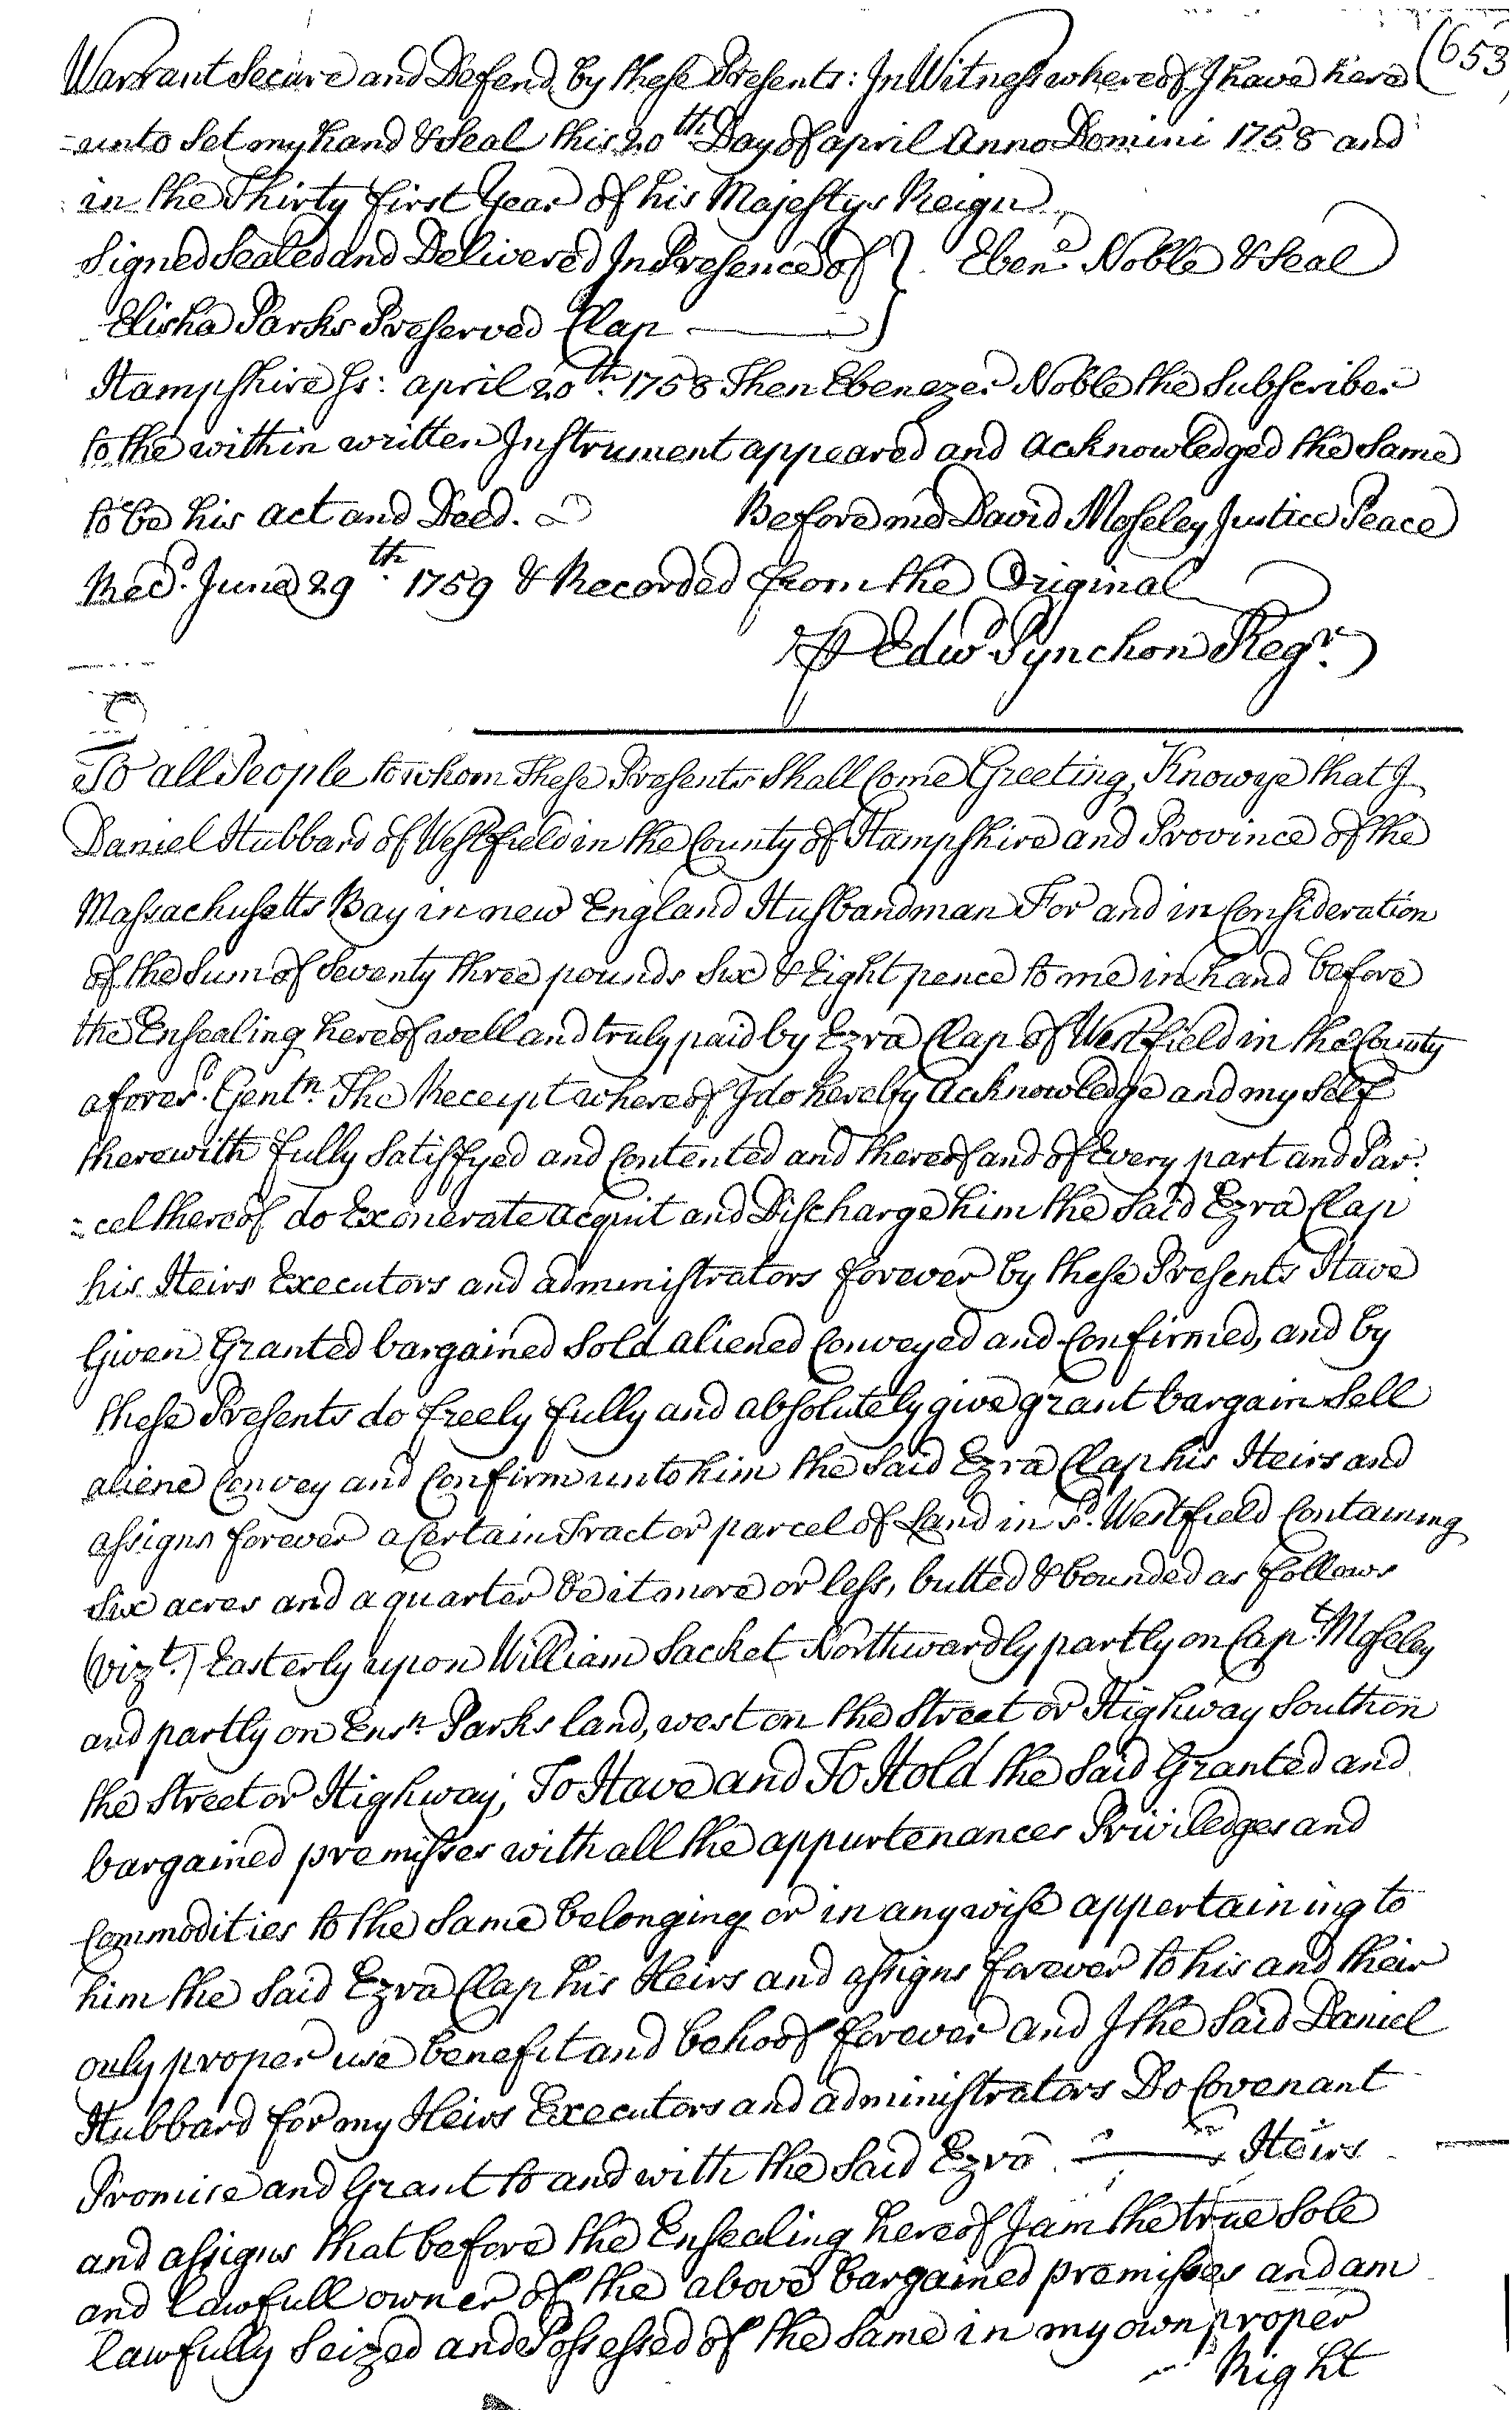 (653
Warrant Secure and Defend by these Presents: In Witness whereof I have here
-unto Set my hand & Seal this 20th. Day of april Anno Domini 1758 and
in the Thirty first Year of his Majestys Reign.
Signed Sealed and Delivered In Presence of } Ebenr. Noble & Seal
Elisha Parks Preserved Clap
Hampshire Ss: april 20th. 1758 Then Ebenezer Noble the Subscriber
to the within written Instrument appeared and acknowledged the Same
to be his act and Deed. Before me David Moseley Justice Peace
Recd. June 29th. 1759 & Recorded from the Original
⅌ Edwd Pynchon Regr.
To all People to whom These Presents Shall Come Greeting, Know ye that I
Daniel Hubbard of Westfield in the County of Hampshire and Province of the
Massachusetts Bay in new England Husbandman For and in Consideration
of the Sum of Seventy three pounds Six & Eight pence to me in hand before
the Ensealing hereof well and truly paid by Ezra Clap of Westfield in the County
aforesd. Gentn. The Receipt whereof I do hereby acknowledge and my Self
therewith fully Satisfyed and Contented and thereof and of Every part and Par:
=cel thereof do Exonerate acquit and Discharge him the Said Ezra Clap
his Heirs Executors and administrators forever by these Presents Have
Given Granted bargained Sold aliened Conveyed and Confirmed, and by
these Presents do freely fully and absolutely give grant bargain Sell
aliene Convey and Confirm unto him the Said Ezra Clap his Heirs and
assigns forever a Certain Tract or parcel of Land in sd. Westfield Containing
Six acres and a quarter be it more or less, butted & bounded as follows
(vizt.) Easterly upon William Sacket Northwardly partly on Capt. Moseley
and partly on Ensn. Parks land, west on the Street or Highway South on
the Street or Highway; To Have and To Hold the Said Granted and
bargained premisses with all the appurtenances Priviledges and
Commodities to the Same belonging or in any wise appertaining to
him the Said Ezra Clap his Heirs and assigns forever to his and their
only proper use benefit and behoof forever and I the Said Daniel
Hubbard for my Heirs Executors and administrators Do Covenant
Promise and Grant to and with the Said Ezra Heirs
and assigns that before the Ensealing hereof I am the true Sole
and lawfull owner of the above bargained premisses and am
lawfully Seized and Possessed of the Same in my own proper
Right